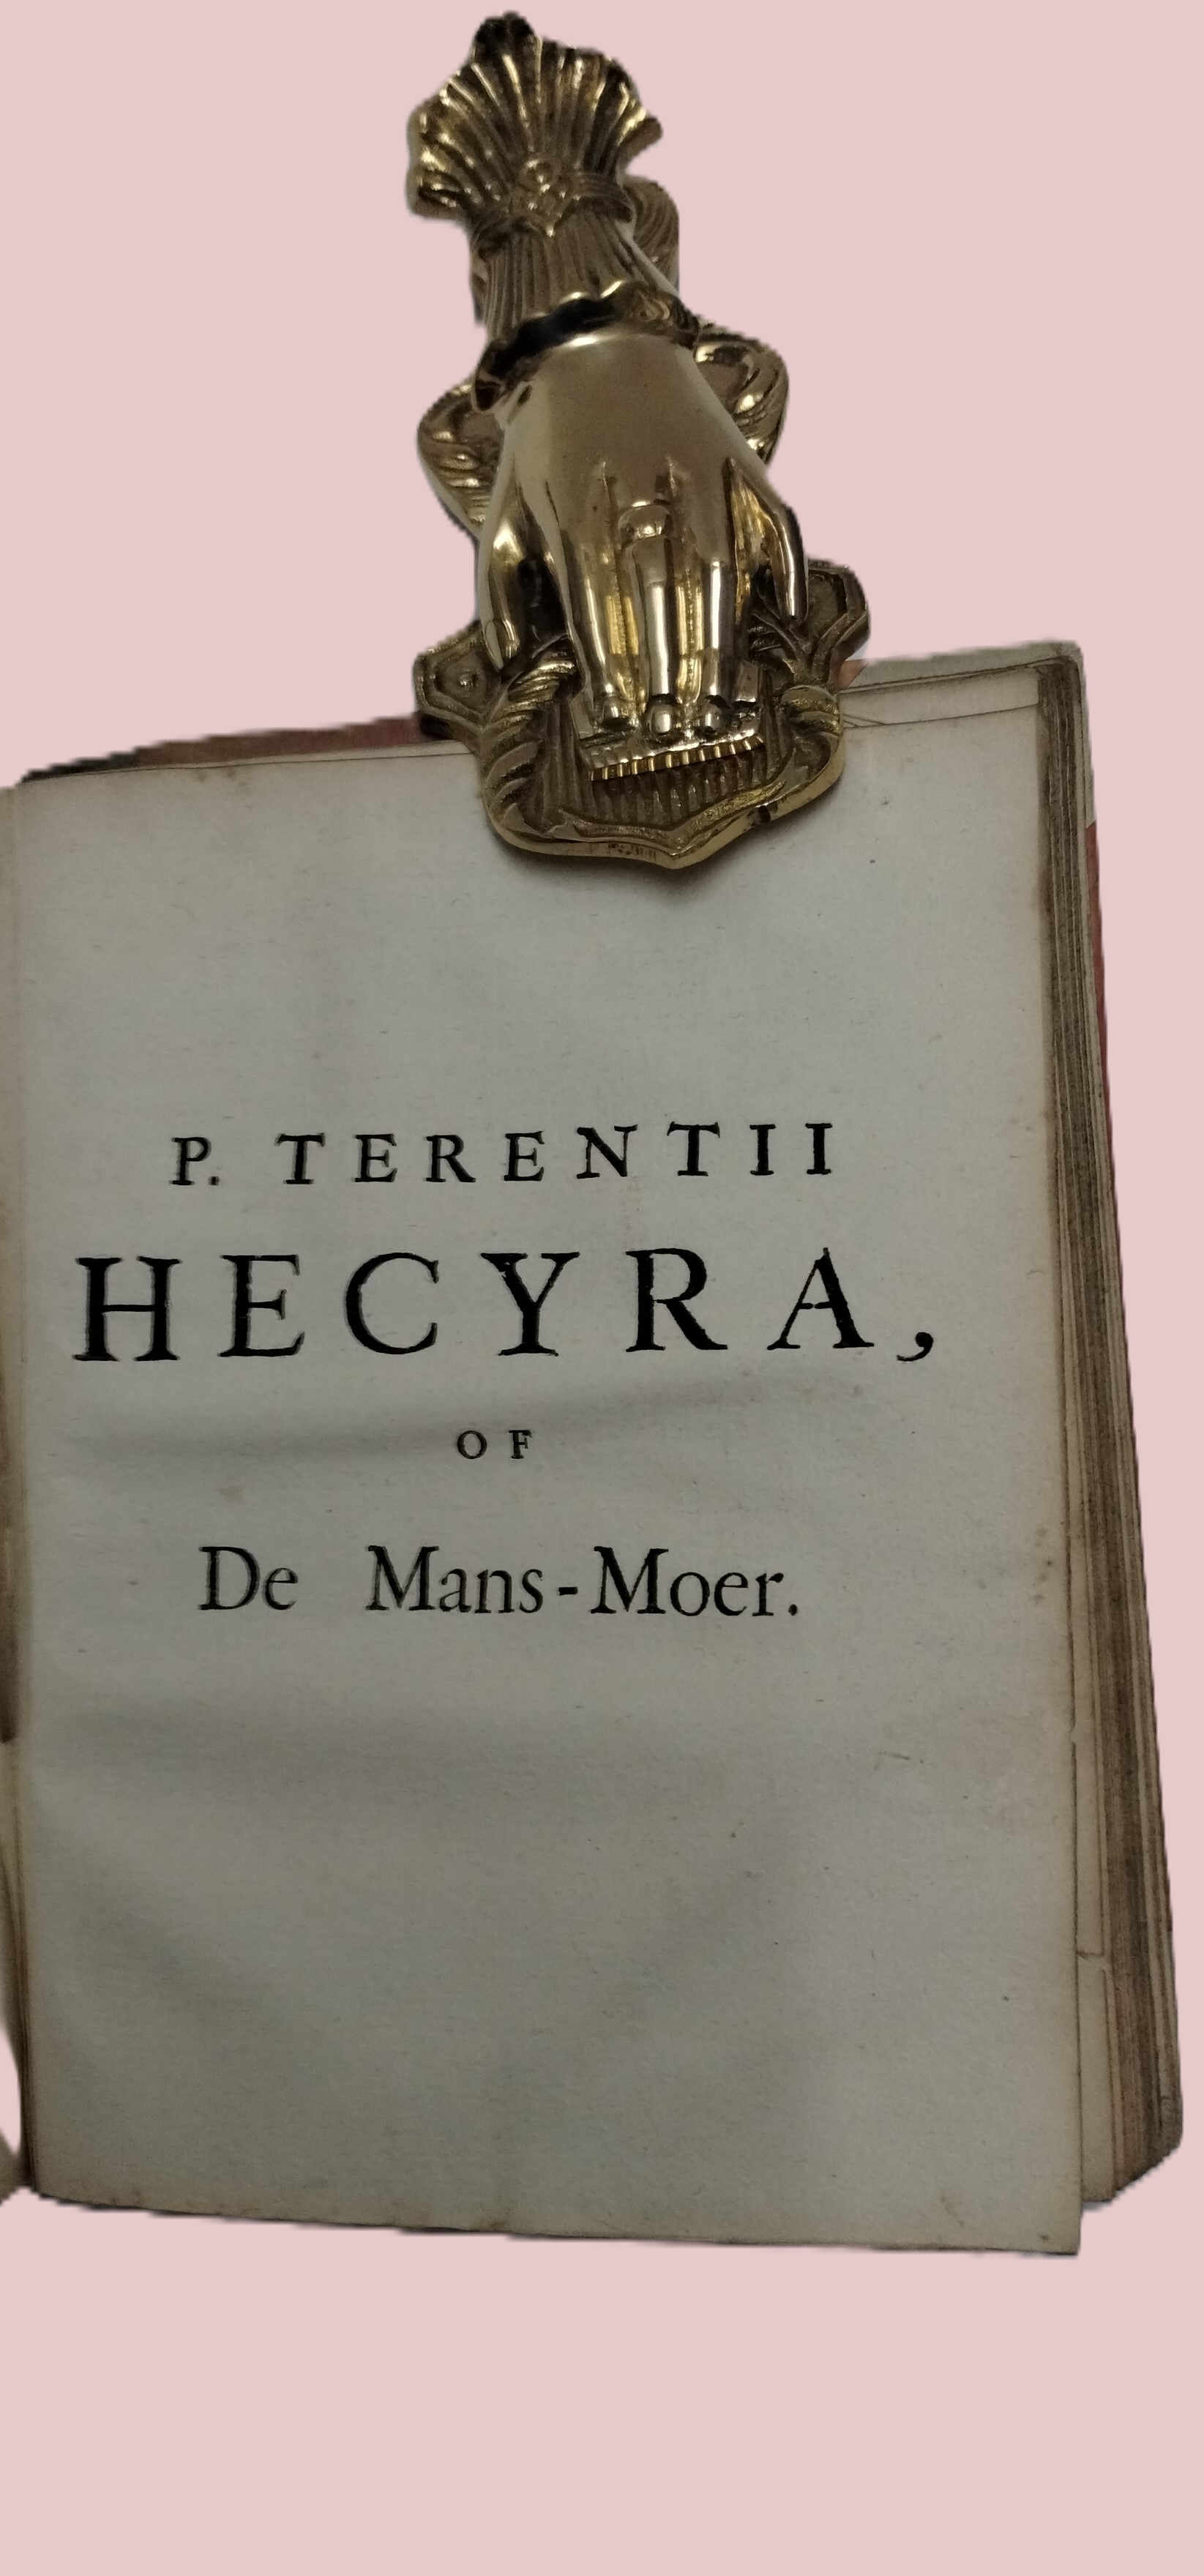 P. TERENTII
HECYRA,
OF
De Mans-Moer.